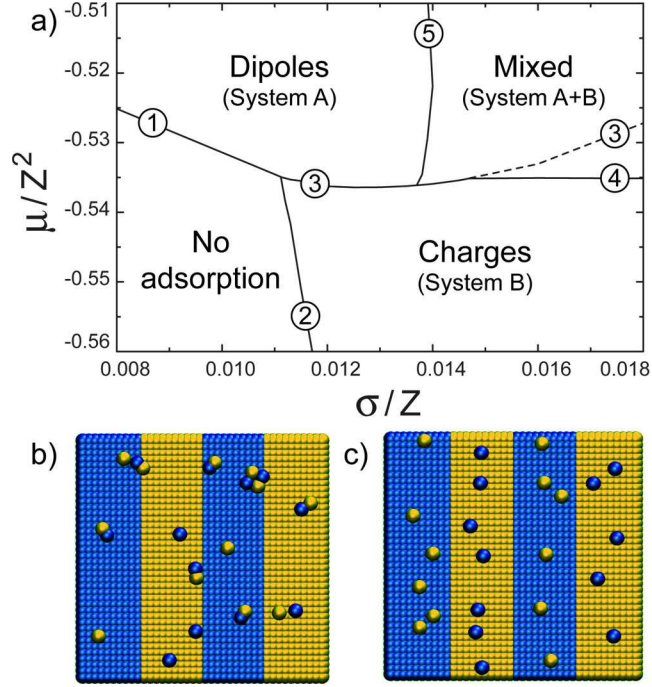 a)
-0.51
-0.52
-0.53
-0.54
-0.55
-0.56
μ/Z²
Dipoles
(System A)
5
Mixed
(System A+B)
1
3
3
4
No
adsorption
Charges
(System B)
2
0.008 0.010 0.012 0.014 0.016 0.018
σ/Z
b)
c)